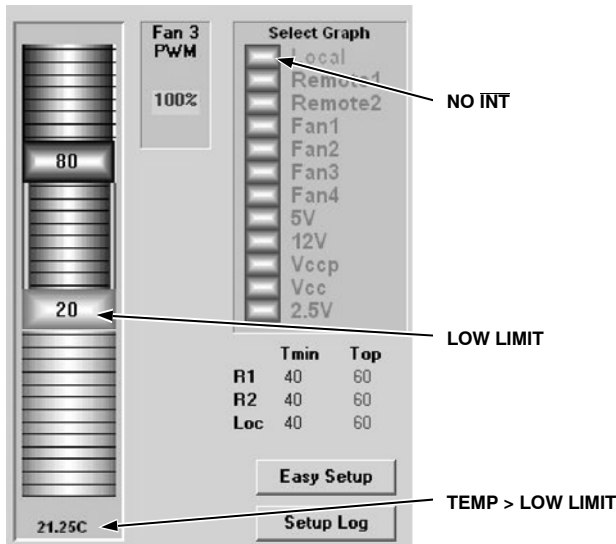 80
20
21.25C
Fan 3
PWM
100%
Select Graph
Local
Remote1
Remote2
Fan1
Fan2
Fan3
Fan4
5V
12V
Vccp
Vcc
2.5V
Tmin Top
R1 40 60
R2 40 60
Loc 40 60
Easy Setup
Setup Log
NO I̅N̅T̅
LOW LIMIT
TEMP > LOW LIMIT